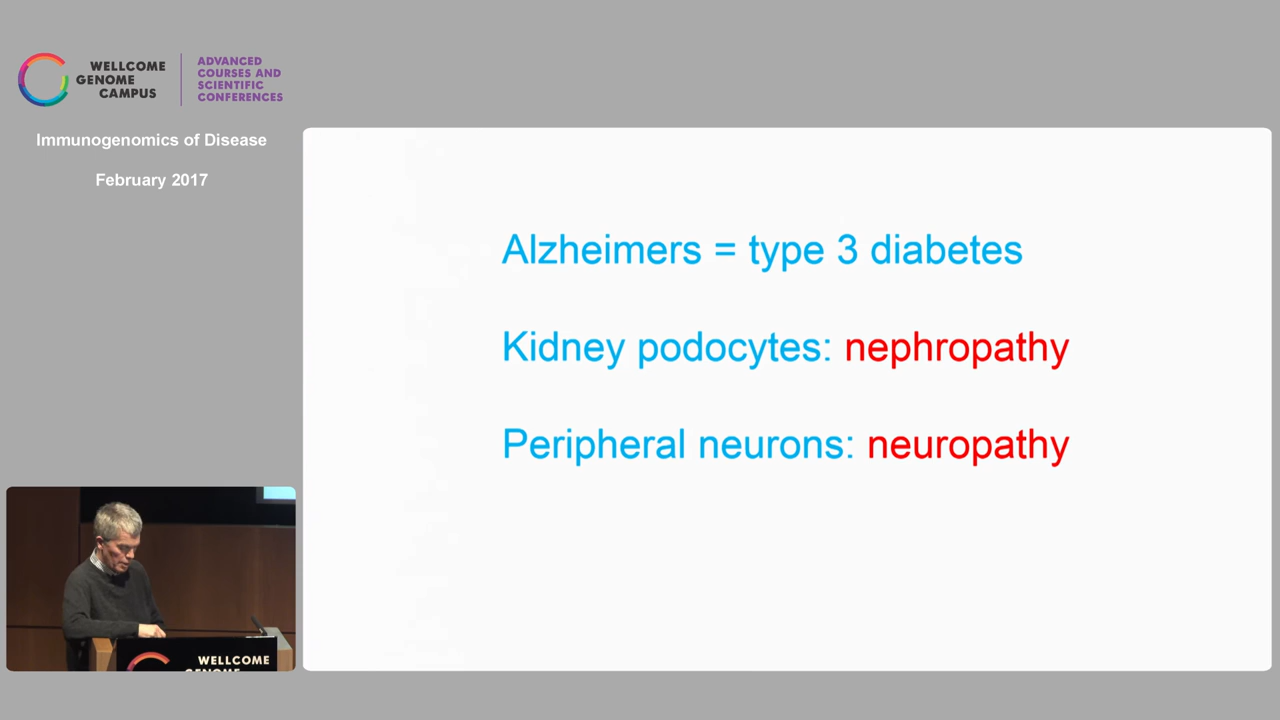 WELLCOME
GENOME
CAMPUS
ADVANCED
COURSES AND
SCIENTIFIC
CONFERENCES
Immunogenomics of Disease
February 2017
Alzheimers = type 3 diabetes
Kidney podocytes: nephropathy
Peripheral neurons: neuropathy
WELLCOME
GENOME